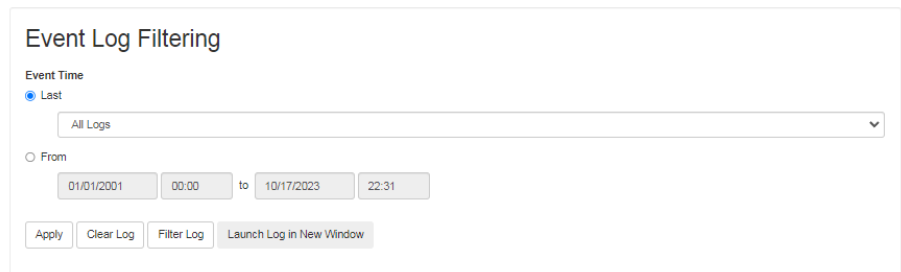 Event Log Filtering
Event Time
Last
All Logs
From
01/01/2001 00:00 to 10/17/2023 22:31
Apply Clear Log Filter Log Launch Log in New Window